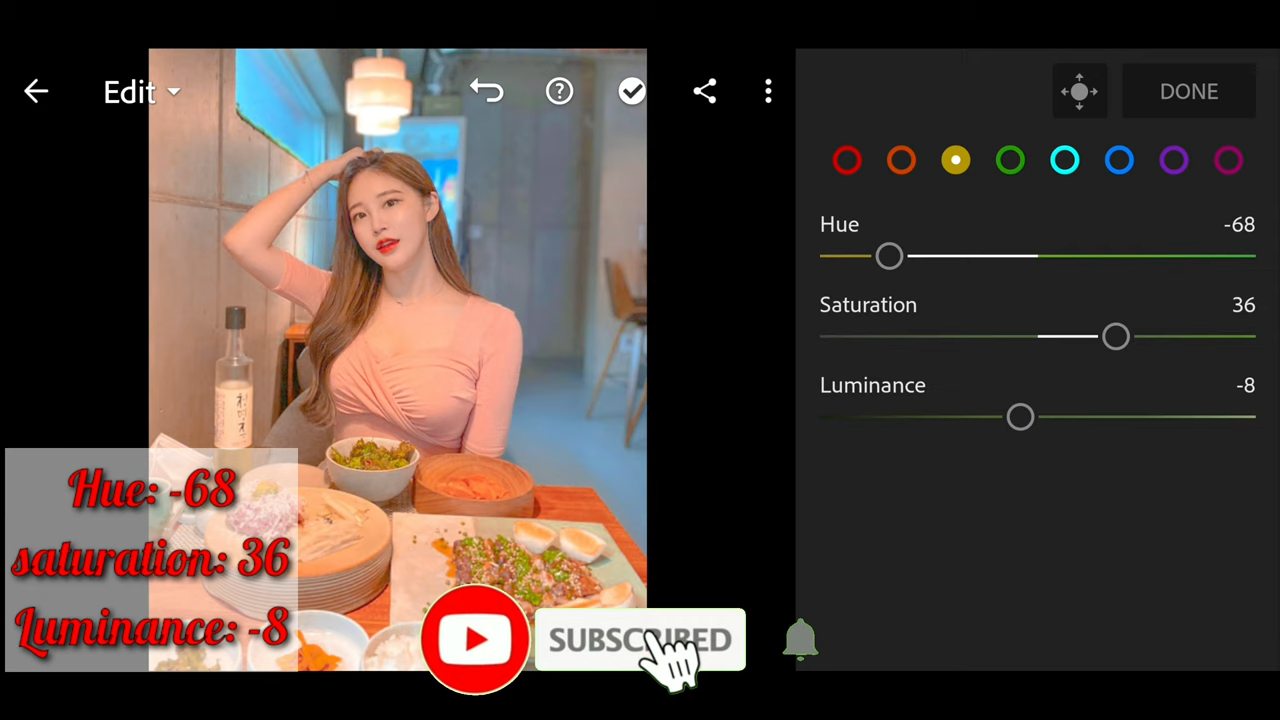 Edit
DONE
Hue -68
Saturation 36
Luminance -8
Hue: -68
saturation: 36
Luminance: -8
SUBSCRIBED